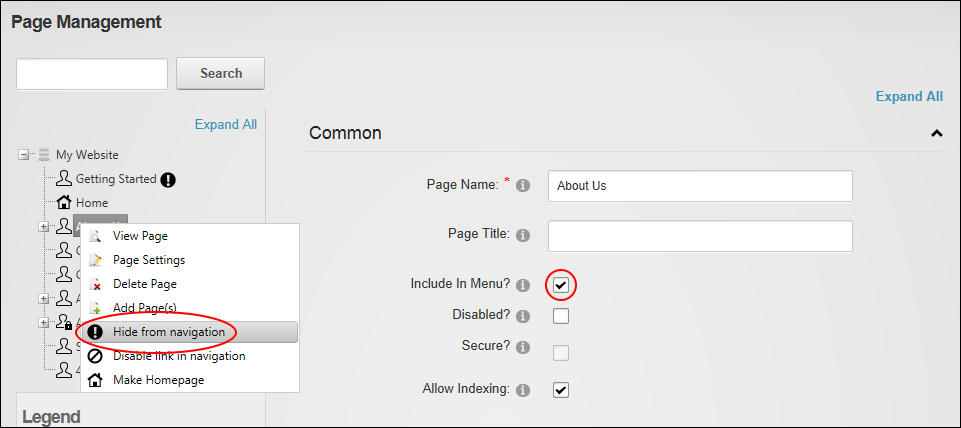 Page Management
Search
Expand All
Expand All
My Website
Getting Started
Home
View Page
Page Settings
Delete Page
Add Page(s)
Hide from navigation
Disable link in navigation
Make Homepage
Legend
Common
Page Name: *
About Us
Page Title:
Include In Menu?
Disabled?
Secure?
Allow Indexing: